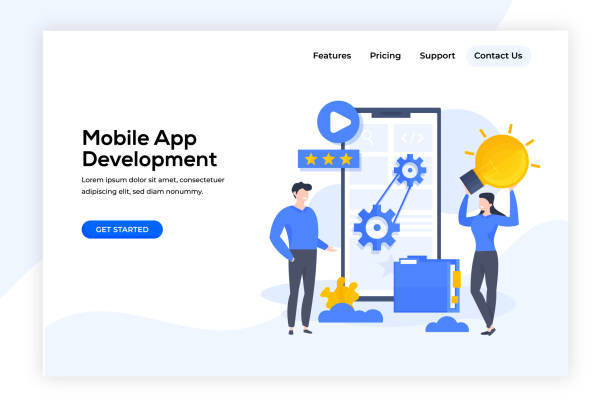 Features Pricing Support Contact Us
Mobile App
Development
Lorem ipsum dolor sit amet, consectetuer
adipiscing elit, sed diam nonummy.
GET STARTED